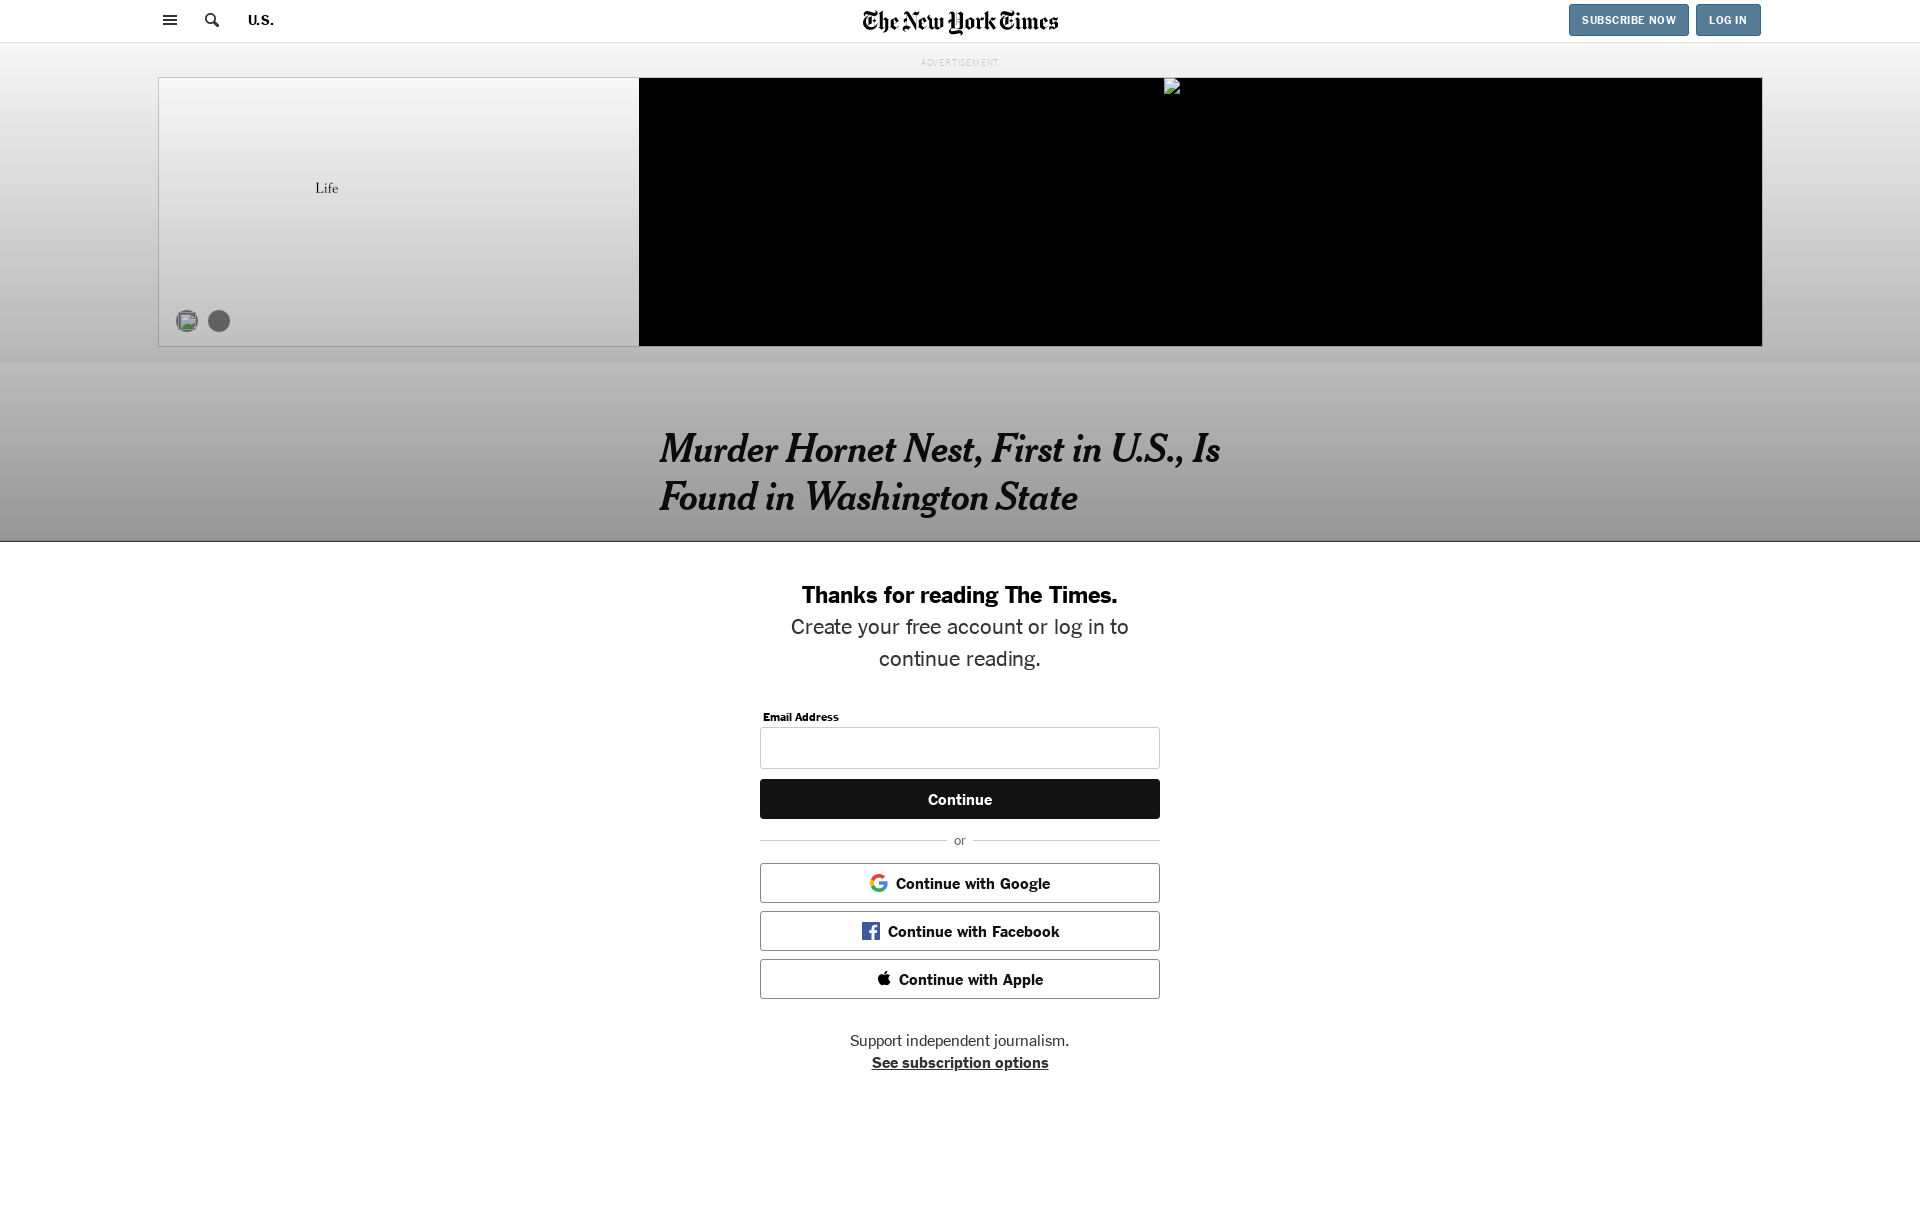 U.S.
The New York Times
SUBSCRIBE NOW
LOG IN
ADVERTISEMENT
Life
Murder Hornet Nest, First in U.S., Is
Found in Washington State
Thanks for reading The Times.
Create your free account or log in to
continue reading.
Email Address
Continue
or
Continue with Google
Continue with Facebook
Continue with Apple
Support independent journalism.
See subscription options